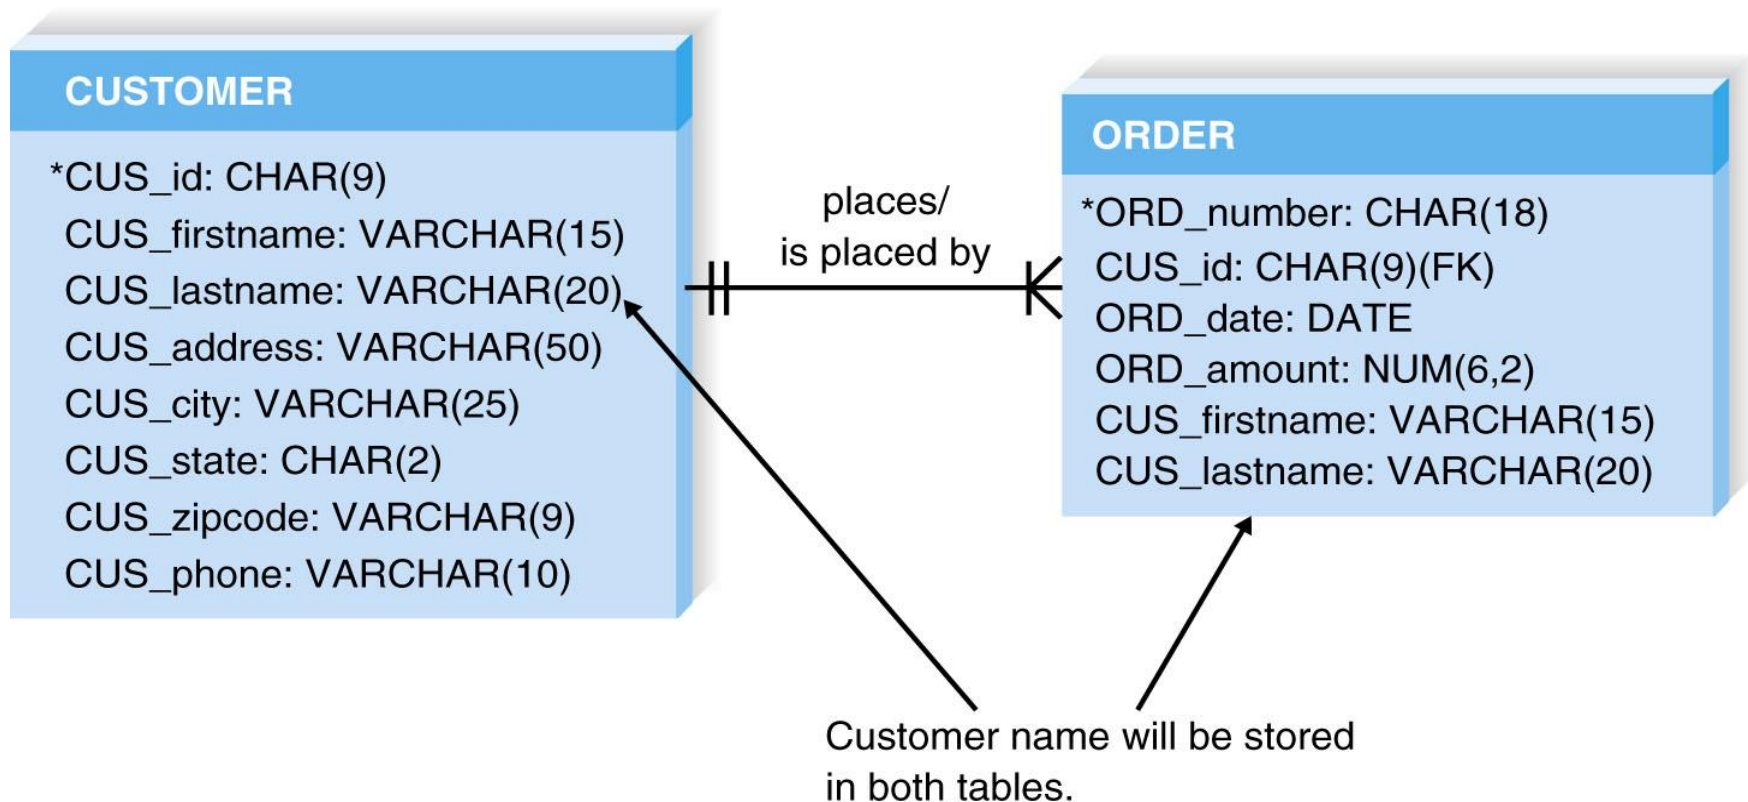 CUSTOMER
*CUS_id: CHAR(9)
CUS_firstname: VARCHAR(15)
CUS_lastname: VARCHAR(20)
CUS_address: VARCHAR(50)
CUS_city: VARCHAR(25)
CUS_state: CHAR(2)
CUS_zipcode: VARCHAR(9)
CUS_phone: VARCHAR(10)
places/
is placed by
ORDER
*ORD_number: CHAR(18)
CUS_id: CHAR(9)(FK)
ORD_date: DATE
ORD_amount: NUM(6,2)
CUS_firstname: VARCHAR(15)
CUS_lastname: VARCHAR(20)
Customer name will be stored
in both tables.